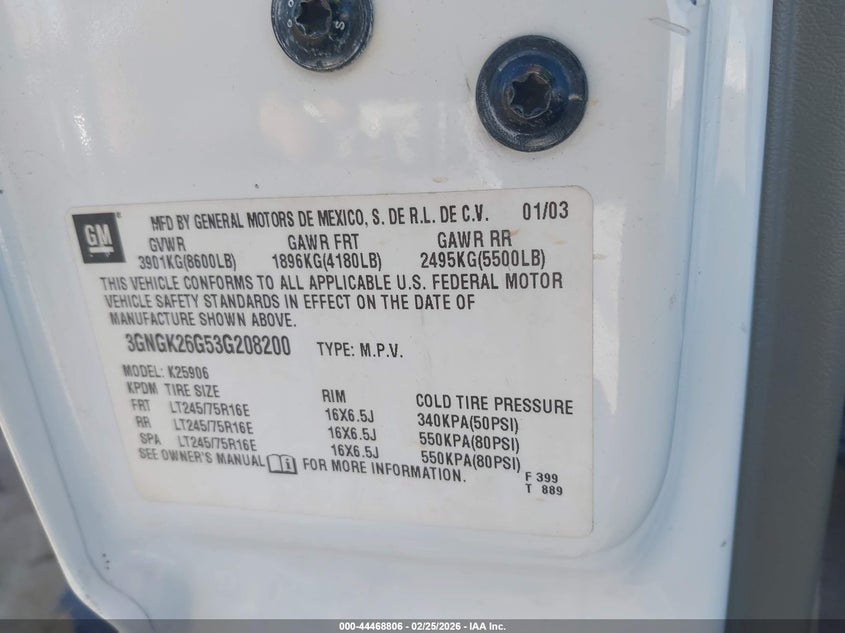 GM
MFD BY GENERAL MOTORS DE MEXICO, S. DE R.L. DE C.V. 01/03
GVWR GAWR FRT GAWR RR
3901KG(8600LB) 1896KG(4180LB) 2495KG(5500LB)
THIS VEHICLE CONFORMS TO ALL APPLICABLE U.S. FEDERAL MOTOR
VEHICLE SAFETY STANDARDS IN EFFECT ON THE DATE OF
MANUFACTURE SHOWN ABOVE.
3GNGK26G53G208200 TYPE: M.P.V.
MODEL: K25906
KPDM TIRE SIZE RIM COLD TIRE PRESSURE
FRT LT245/75R16E 16X6.5J 340KPA(50PSI)
RR LT245/75R16E 16X6.5J 550KPA(80PSI)
SPA LT245/75R16E 16X6.5J 550KPA(80PSI)
SEE OWNER'S MANUAL FOR MORE INFORMATION.
F 399
T 889
000-44468806 - 02/25/2026 - IAA Inc.